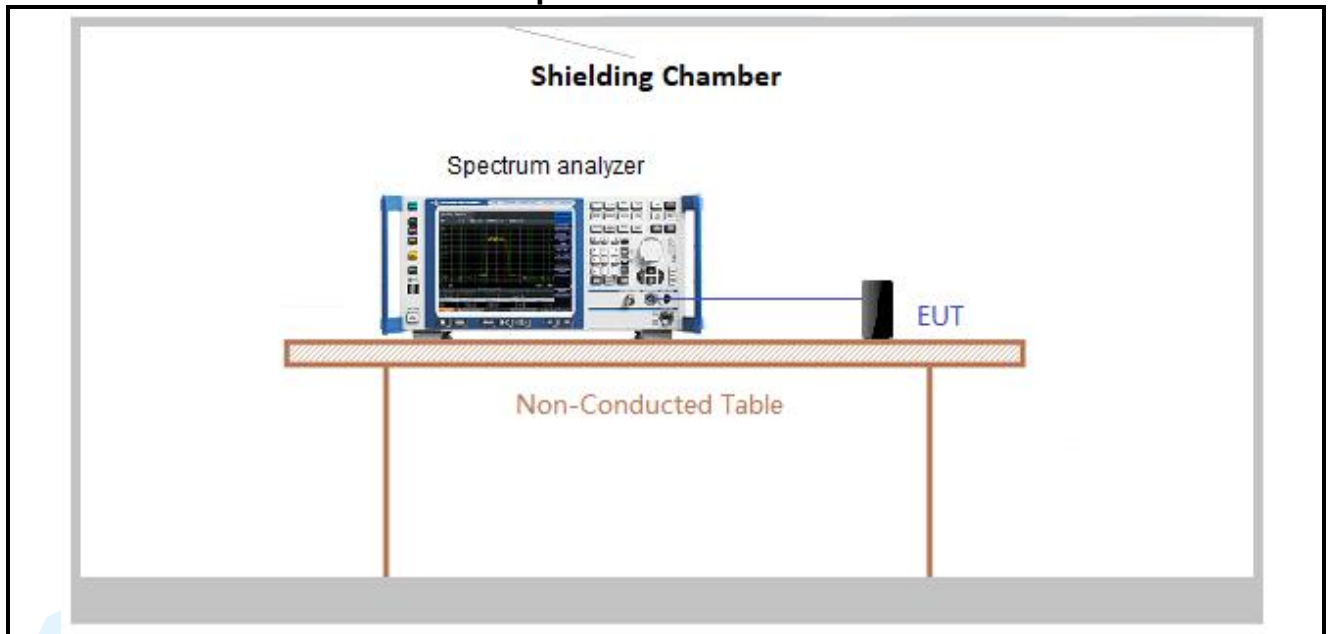 Shielding Chamber
Spectrum analyzer
EUT
Non-Conducted Table